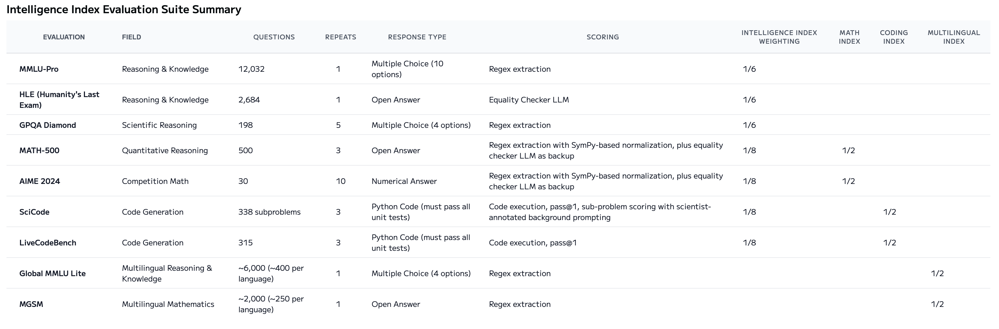 Intelligence Index Evaluation Suite Summary
EVALUATION FIELD QUESTIONS REPEATS RESPONSE TYPE SCORING INTELLIGENCE INDEX WEIGHTING MATH INDEX CODING INDEX MULTILINGUAL INDEX
MMLU-Pro Reasoning & Knowledge 12,032 1 Multiple Choice (10 options) Regex extraction 1/6
HLE (Humanity's Last Exam) Reasoning & Knowledge 2,684 1 Open Answer Equality Checker LLM 1/6
GPQA Diamond Scientific Reasoning 198 5 Multiple Choice (4 options) Regex extraction 1/6
MATH-500 Quantitative Reasoning 500 3 Open Answer Regex extraction with SymPy-based normalization, plus equality checker LLM as backup 1/8 1/2
AIME 2024 Competition Math 30 10 Numerical Answer Regex extraction with SymPy-based normalization, plus equality checker LLM as backup 1/8 1/2
SciCode Code Generation 338 subproblems 3 Python Code (must pass all unit tests) Code execution, pass@1, sub-problem scoring with scientist-annotated background prompting 1/8 1/2
LiveCodeBench Code Generation 315 3 Python Code (must pass all unit tests) Code execution, pass@1 1/8 1/2
Global MMLU Lite Multilingual Reasoning & Knowledge ~6,000 (~400 per language) 1 Multiple Choice (4 options) Regex extraction 1/2
MGSM Multilingual Mathematics ~2,000 (~250 per language) 1 Open Answer Regex extraction 1/2